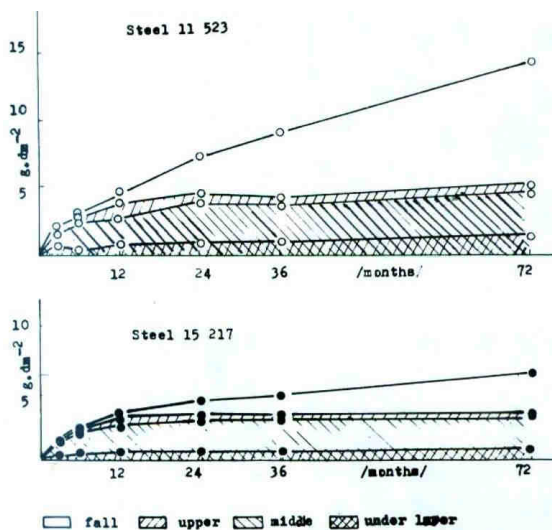 Steel 11 523
15
10
5
g.dm-2
12 24 36 /months/ 72
Steel 15 217
10
5
g.dm-2
12 24 36 /months/ 72
fall upper middle under layer